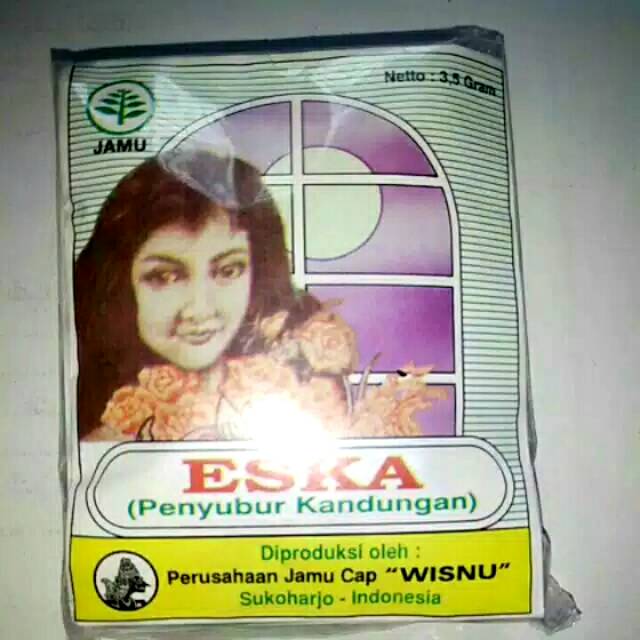 Netto : 3,5 Gram
JAMU
ESKA
(Penyubur Kandungan)
Diproduksi oleh :
Perusahaan Jamu Cap "WISNU"
Sukoharjo - Indonesia